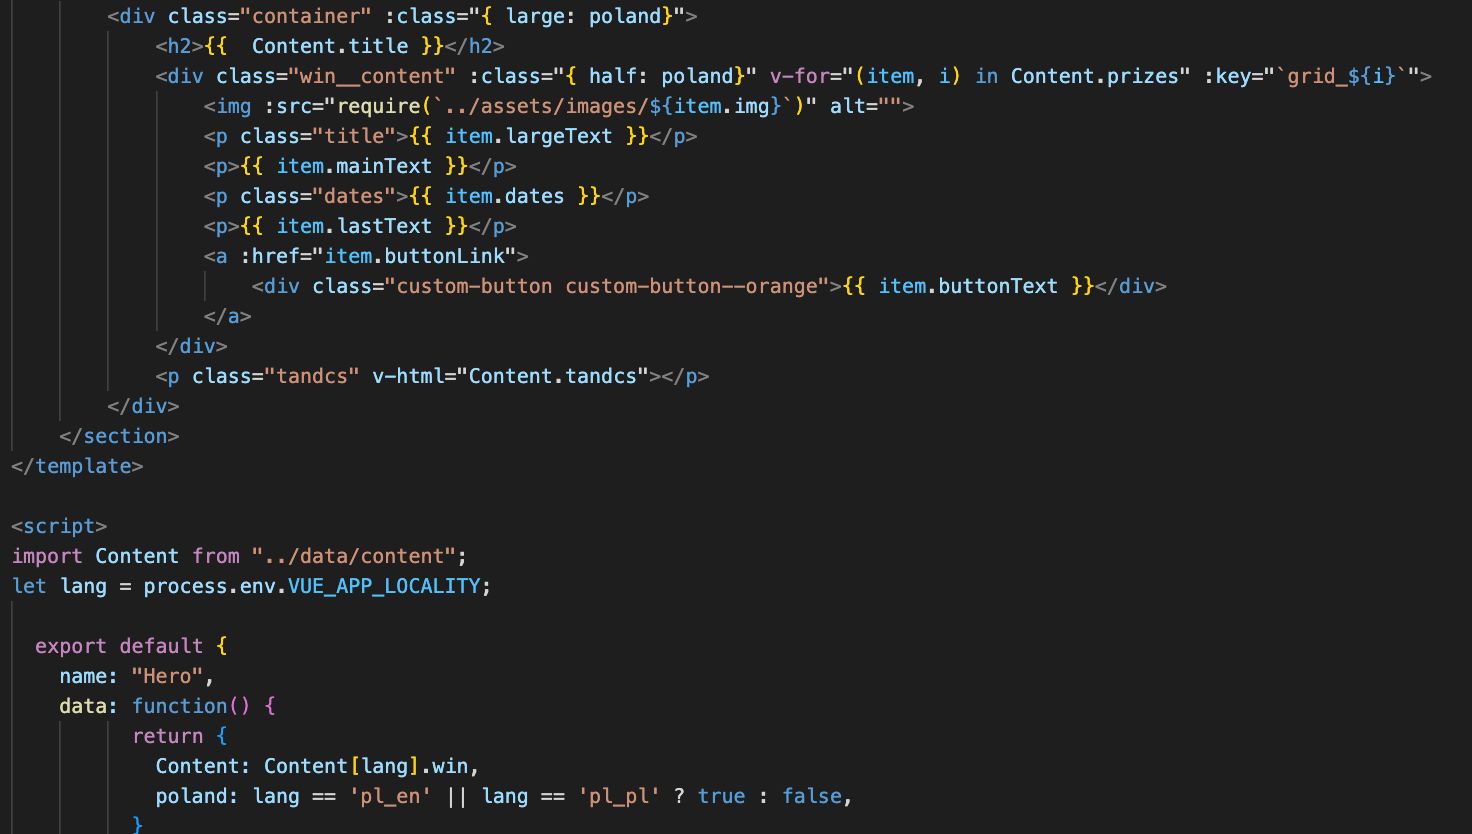 <div class="container" :class="{ large: poland}">
<h2>{{  Content.title }}</h2>
<div class="win__content" :class="{ half: poland}" v-for="(item, i) in Content.prizes" :key="`grid_${i}`">
<img :src="require(`../assets/images/${item.img}`)" alt="">
<p class="title">{{ item.largeText }}</p>
<p>{{ item.mainText }}</p>
<p class="dates">{{ item.dates }}</p>
<p>{{ item.lastText }}</p>
<a :href="item.buttonLink">
<div class="custom-button custom-button--orange">{{ item.buttonText }}</div>
</a>
</div>
<p class="tandcs" v-html="Content.tandcs"></p>
</div>
</section>
</template>
<script>
import Content from "../data/content";
let lang = process.env.VUE_APP_LOCALITY;
export default {
name: "Hero",
data: function() {
return {
Content: Content[lang].win,
poland: lang == 'pl_en' || lang == 'pl_pl' ? true : false,
}